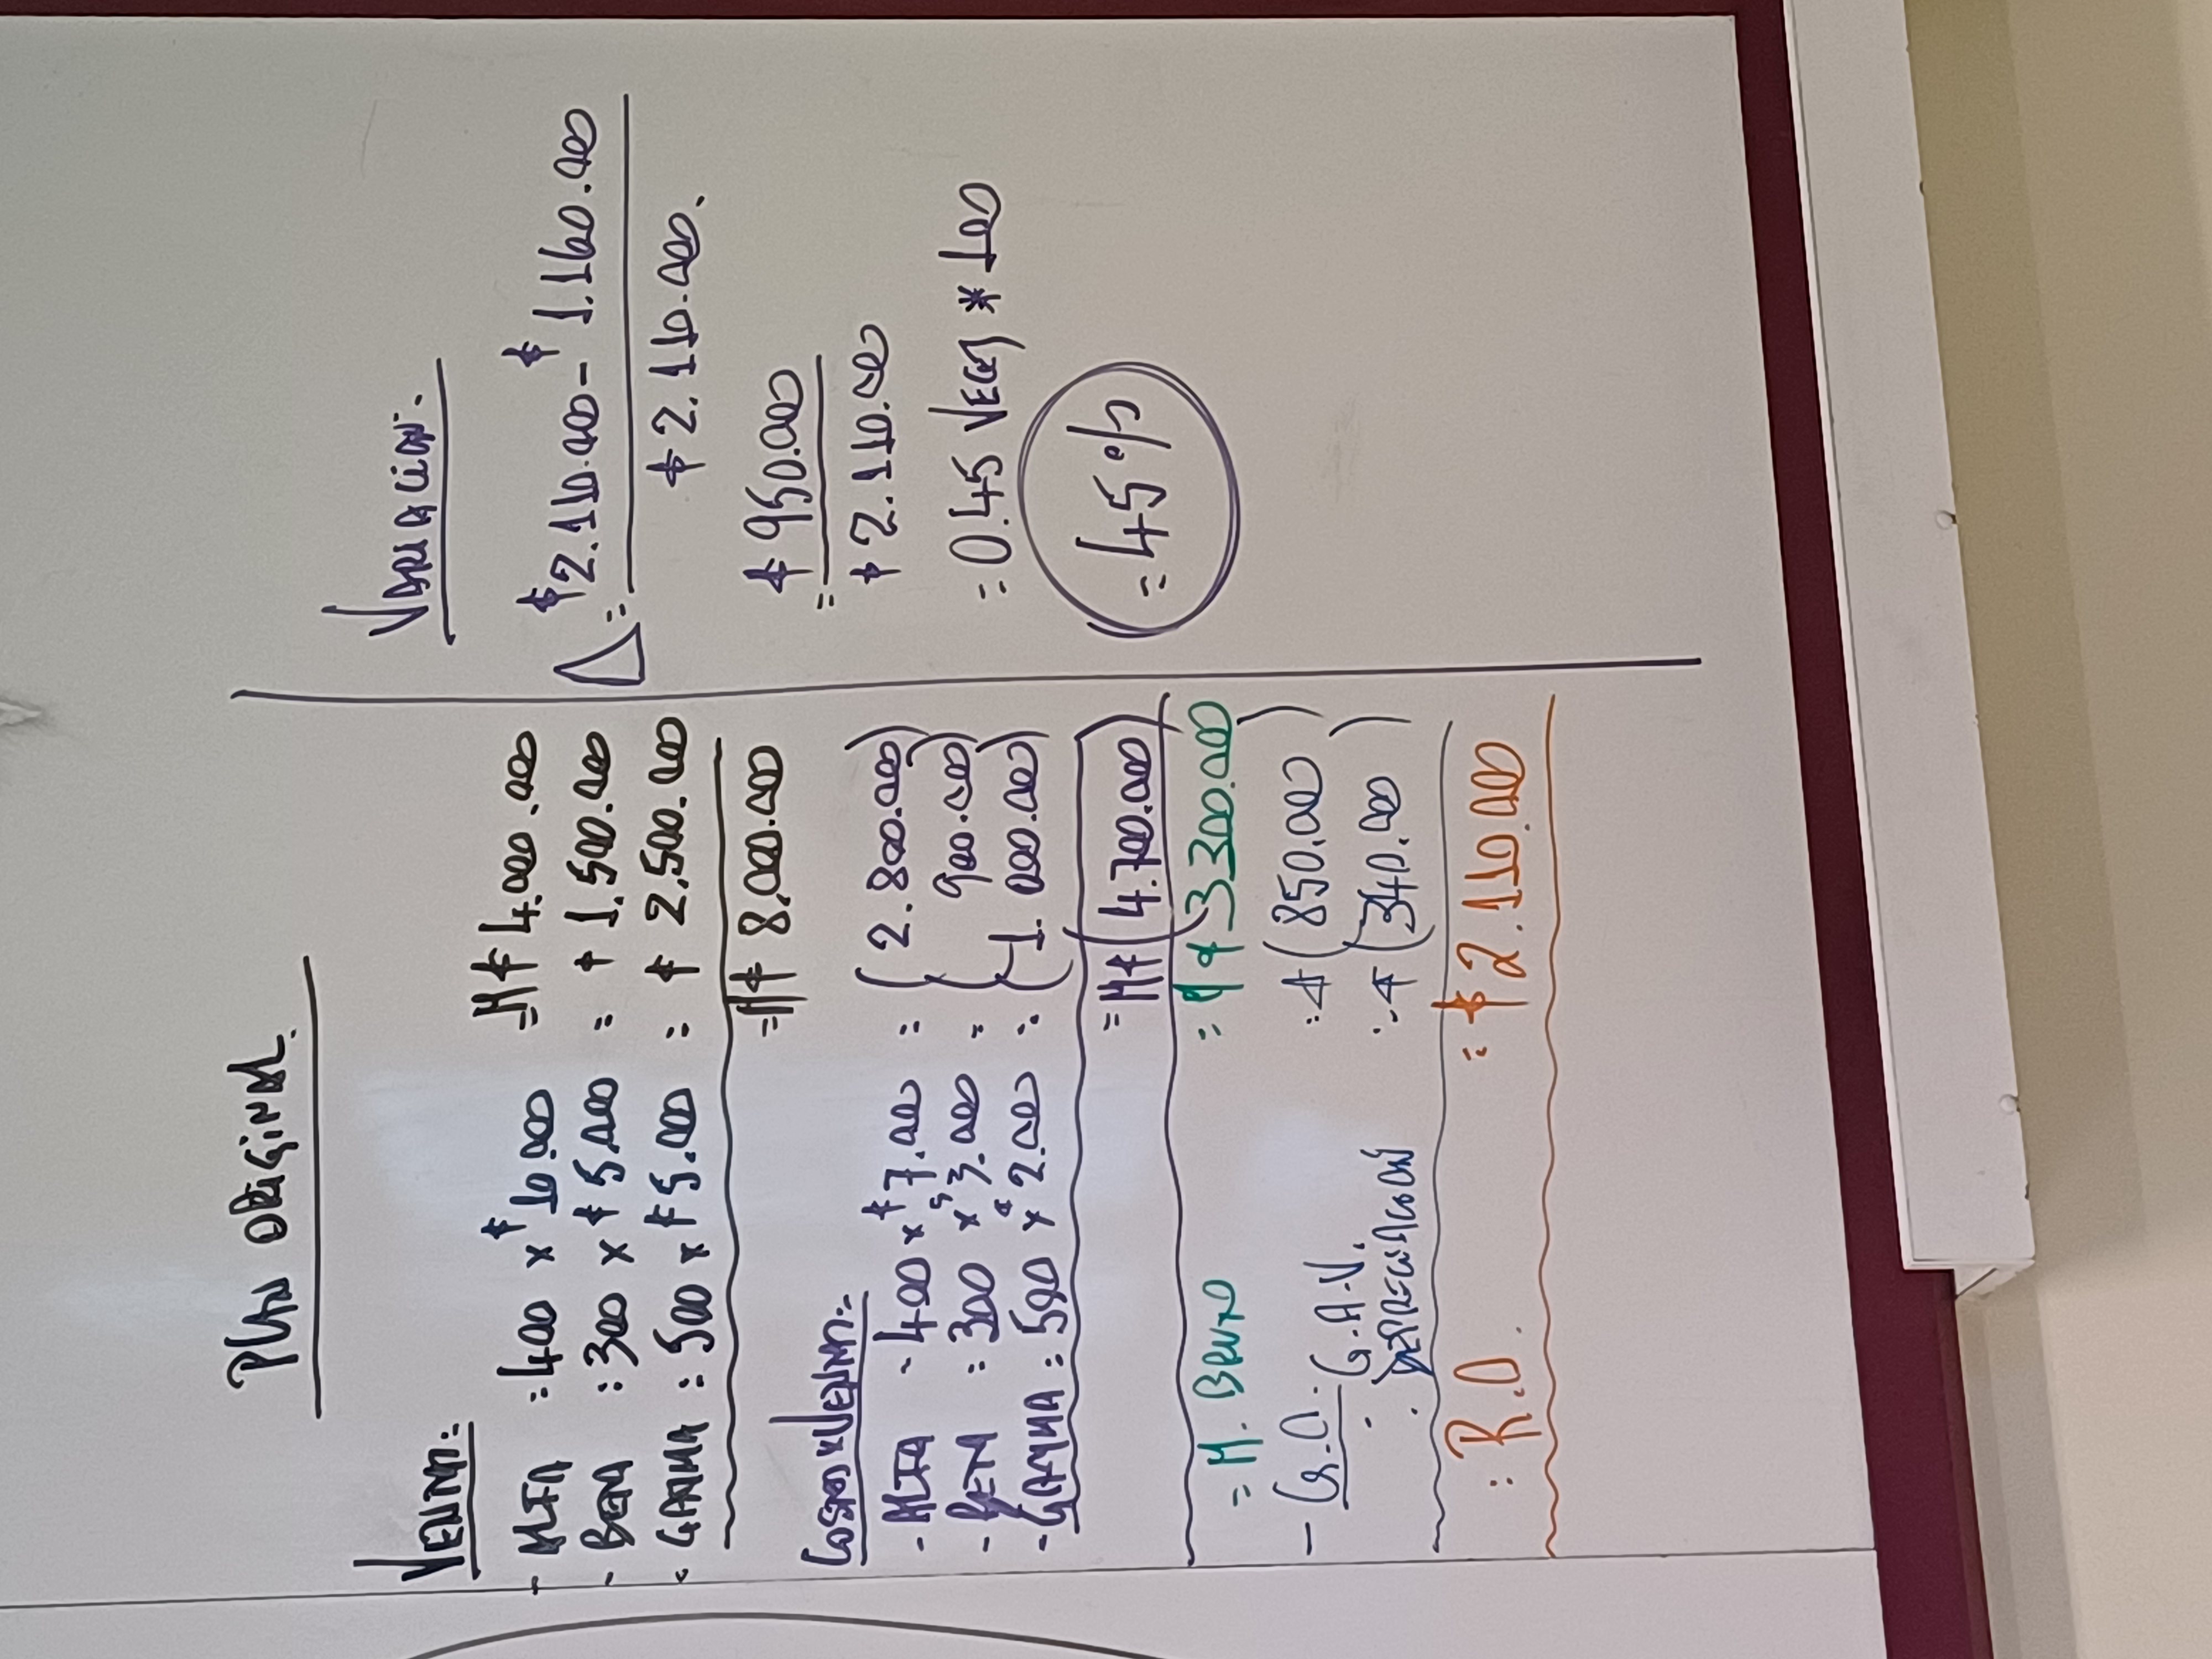 PLAN ORIGINAL.
VENTAS:
- ALFA : 400 x $10.000 = M$ 4.000.000
- BETA : 300 x $5.000 = $ 1.500.000
- GAMMA : 500 x $5.000 = $ 2.500.000
= M$ 8.000.000
COSTOS x VENTAS:
- ALFA - 400 x $7.000 = (2.800.000)
- BETA : 300 x $3.000 = (900.000)
- GAMMA : 500 x $2.000 : (1.000.000)
= M$ (4.700.000)
= M. BRUTO = M$ 3.300.000
- G.O. : $ (850.000)
. G.A.V.
. DEPRECIACION :- $ (340.000)
: R.O. = $2.110.000
VARIACION:
Δ = $2.110.000 - $1.160.000
$2.110.000.
= $950.000
$2.110.000
= 0.45 VECES * 100
= 45%